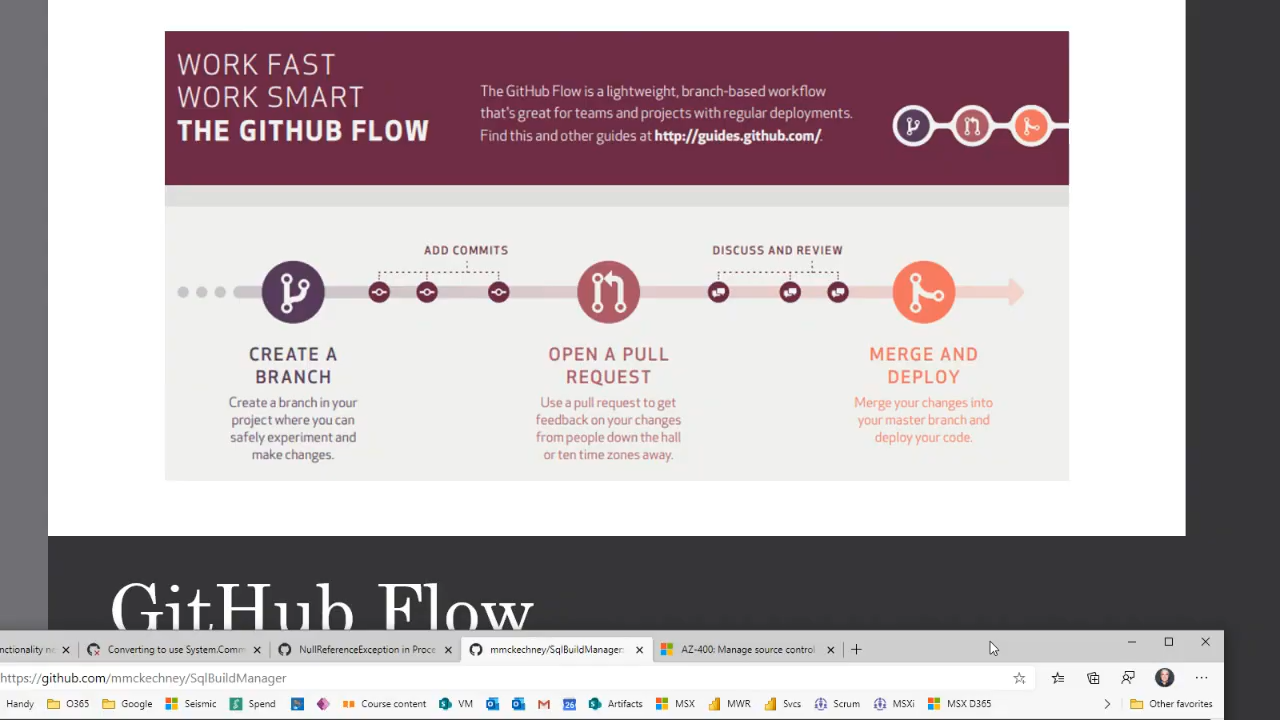 WORK FAST
WORK SMART
THE GITHUB FLOW
The GitHub Flow is a lightweight, branch-based workflow
that's great for teams and projects with regular deployments.
Find this and other guides at http://guides.github.com/.
ADD COMMITS
DISCUSS AND REVIEW
CREATE A
BRANCH
Create a branch in your
project where you can
safely experiment and
make changes.
OPEN A PULL
REQUEST
Use a pull request to get
feedback on your changes
from people down the hall
or ten time zones away.
MERGE AND
DEPLOY
Merge your changes into
your master branch and
deploy your code.
GitHub Flow
nctionality n
Converting to use System.Comm
NullReferenceException in Proce
mmckechney/SqlBuildManager:
AZ-400: Manage source control
https://github.com/mmckechney/SqlBuildManager
Handy O365 Google Seismic Spend Course content VM 26 Artifacts MSX MWR Svcs Scrum MSXi MSX D365 Other favorites